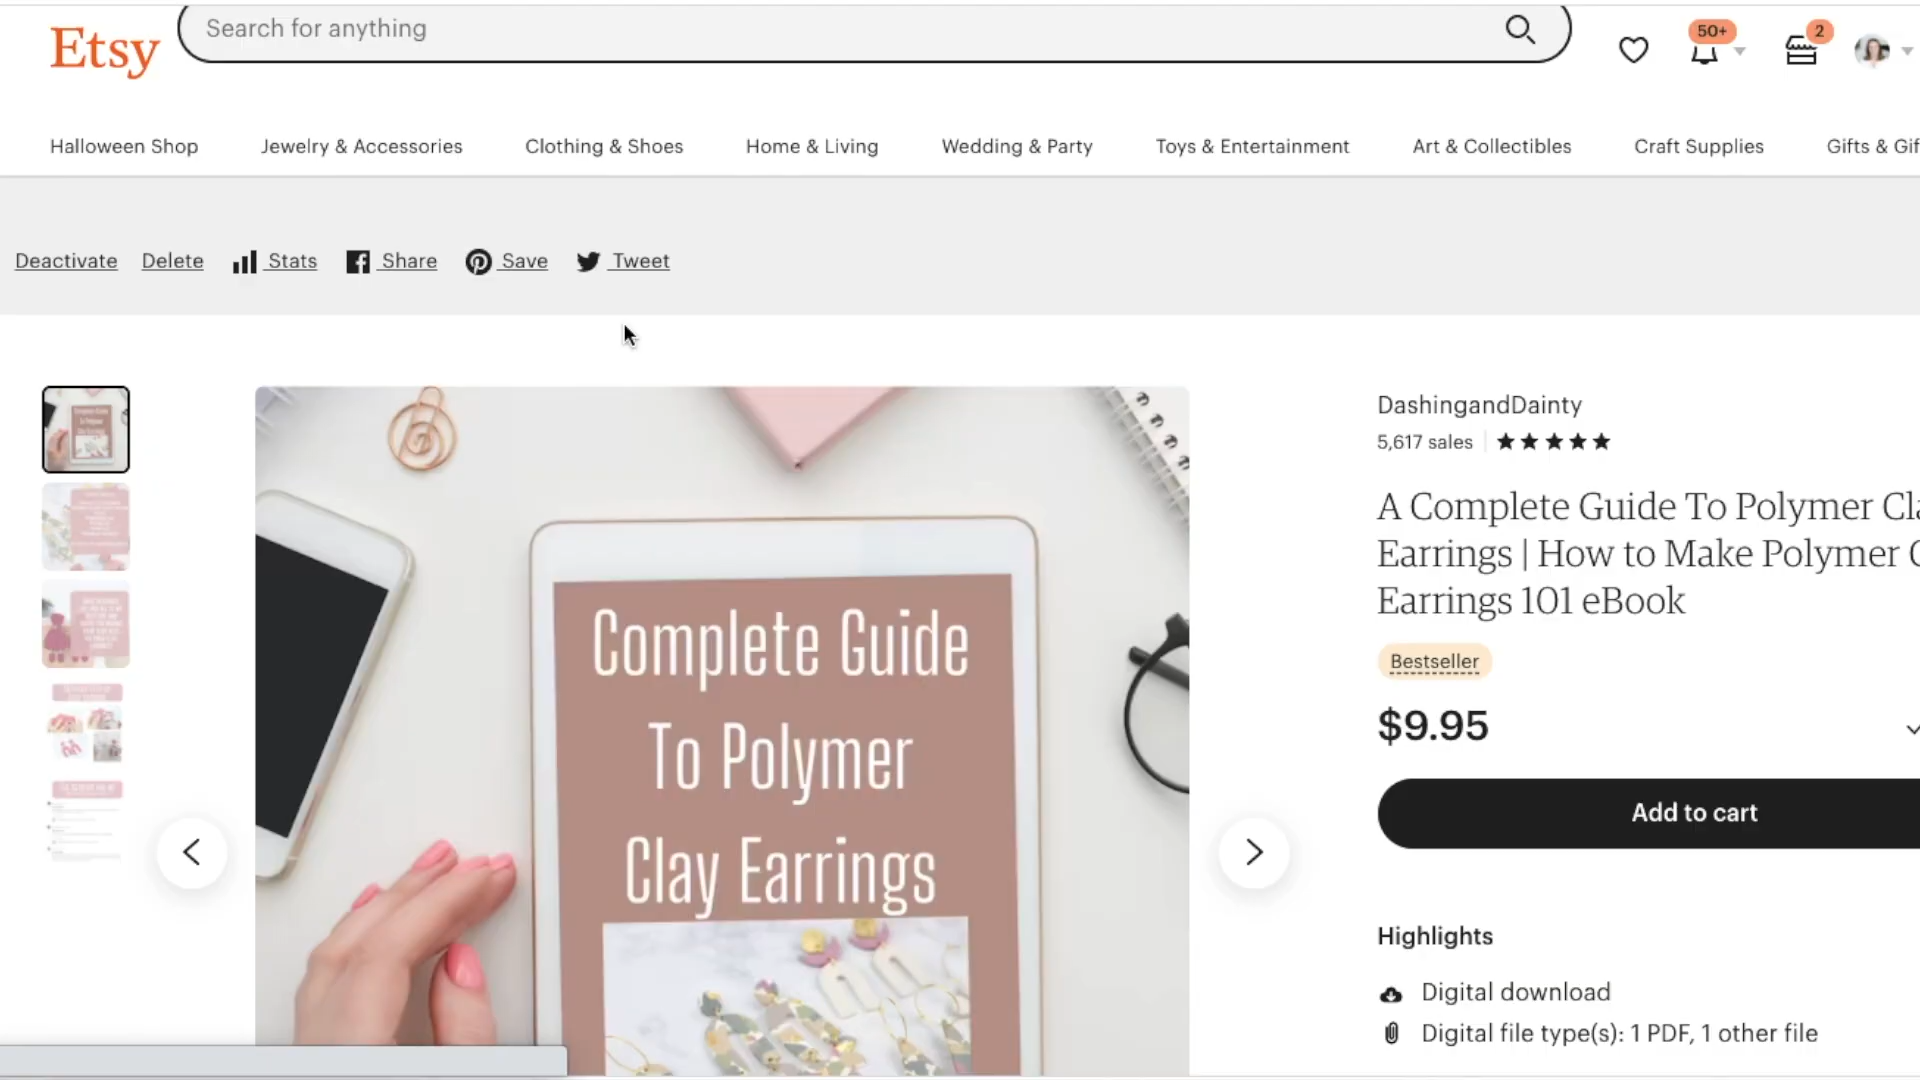 Etsy
Search for anything
50+
2
Halloween Shop
Jewelry & Accessories
Clothing & Shoes
Home & Living
Wedding & Party
Toys & Entertainment
Art & Collectibles
Craft Supplies
Gifts & Gif
Deactivate
Delete
Stats
Share
Save
Tweet
DashingandDainty
5,617 sales
A Complete Guide To Polymer Cla
Earrings | How to Make Polymer C
Earrings 101 eBook
Bestseller
$9.95
Add to cart
Highlights
Digital download
Digital file type(s): 1 PDF, 1 other file
Complete Guide
To Polymer
Clay Earrings